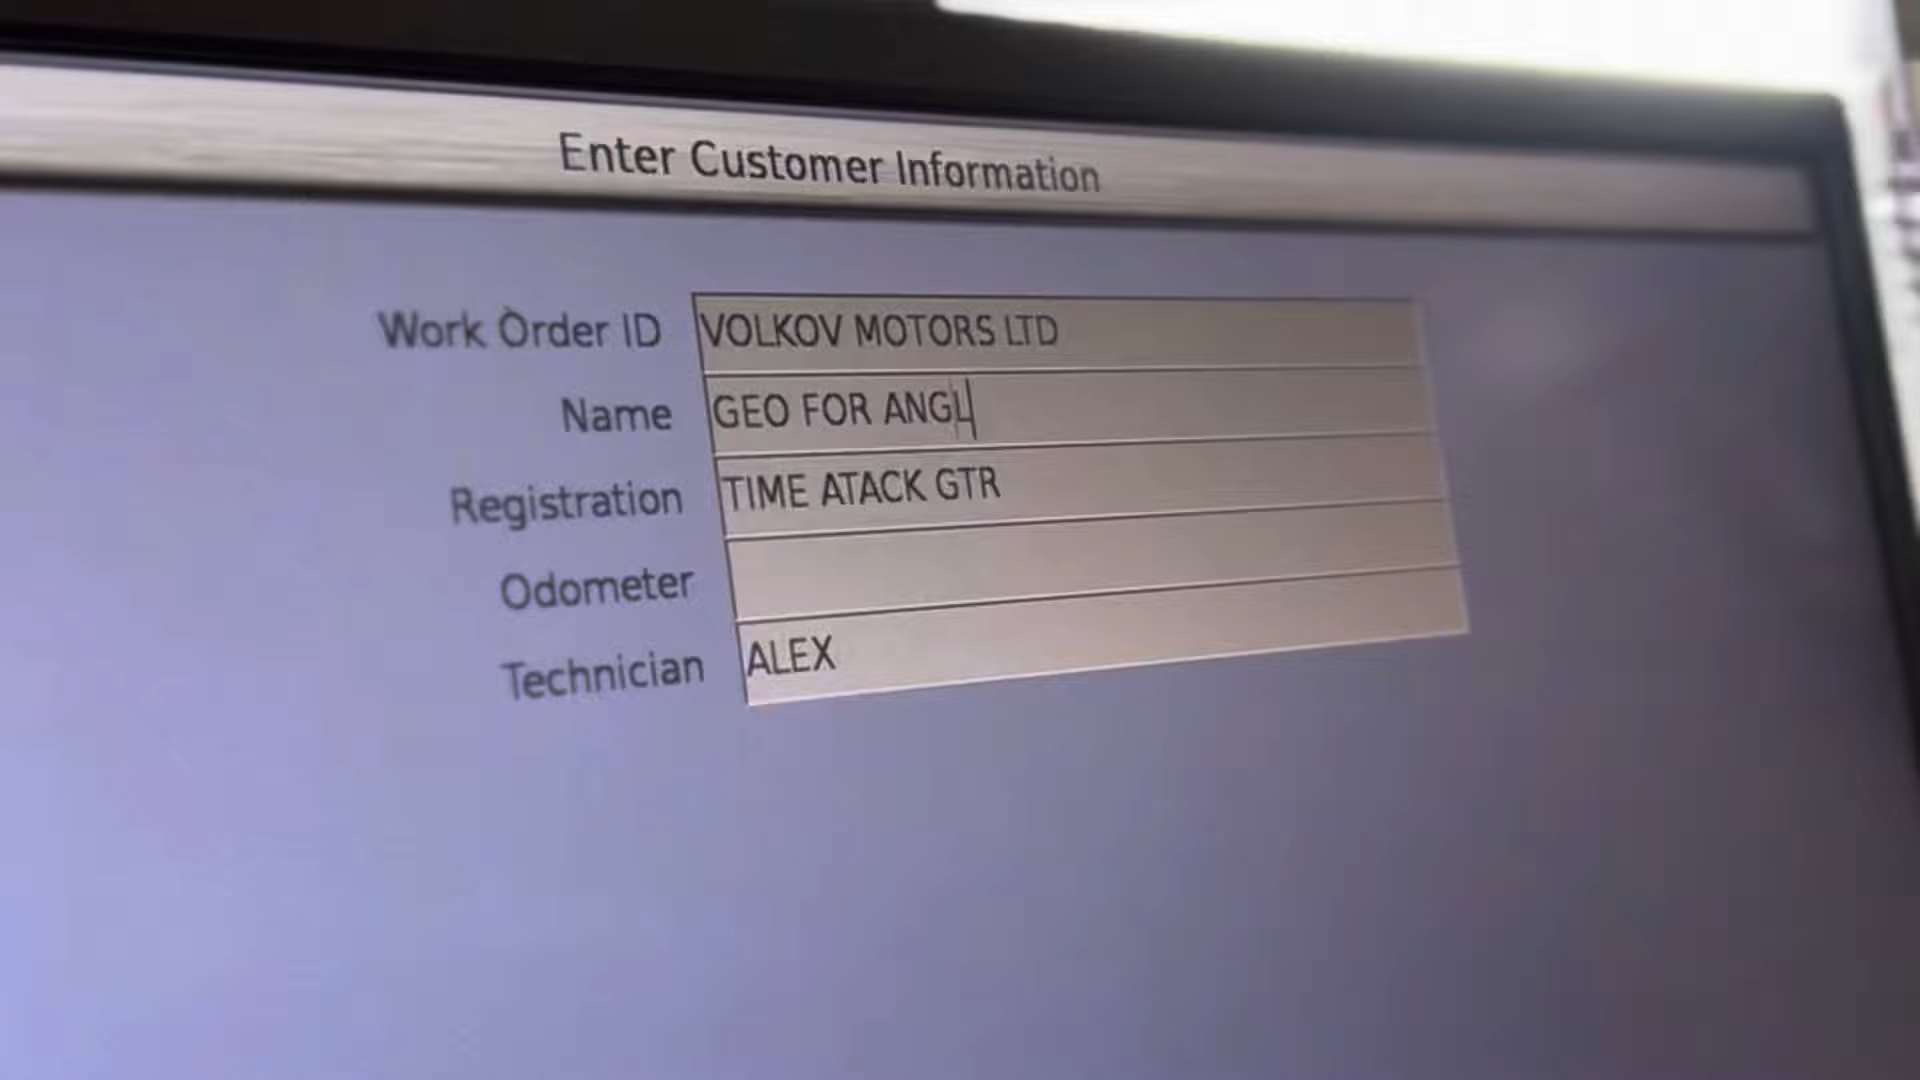 Enter Customer Information
Work Order ID VOLKOV MOTORS LTD
Name GEO FOR ANGL
Registration TIME ATACK GTR
Odometer
Technician ALEX